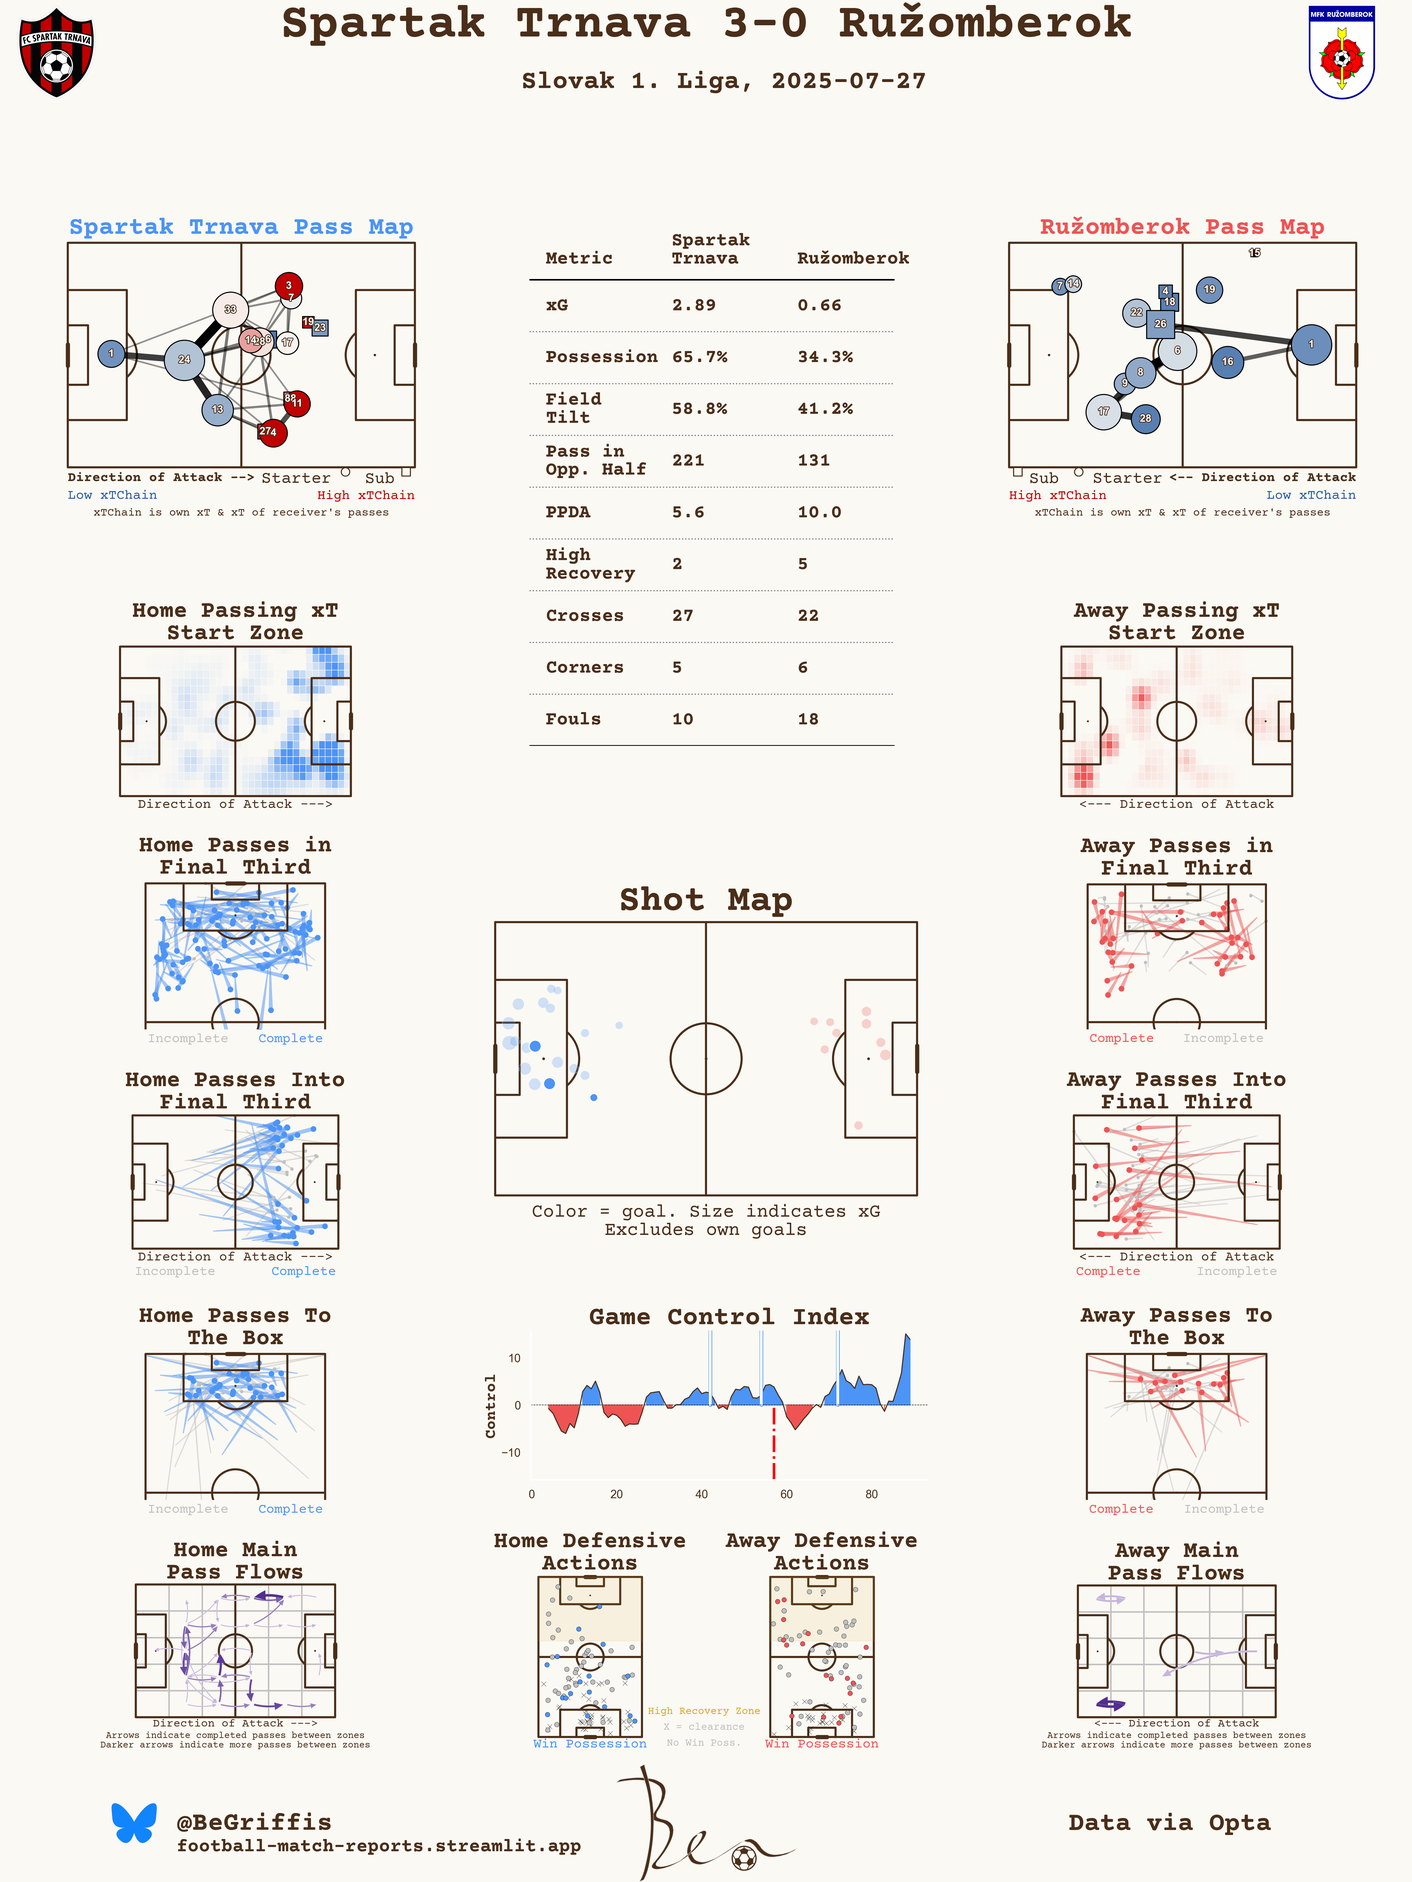 Spartak Trnava 3-0 Ružomberok
Slovak 1. Liga, 2025-07-27
FC SPARTAK TRNAVA
MFK RUŽOMBEROK
Spartak Trnava Pass Map
1
24
33
13
3
7
14
28
6
17
19
23
88
11
27
4
Direction of Attack --> Starter Sub
Low xTChain High xTChain
xTChain is own xT & xT of receiver's passes
Metric Spartak Trnava Ružomberok
xG 2.89 0.66
Possession 65.7% 34.3%
Field Tilt 58.8% 41.2%
Pass in Opp. Half 221 131
PPDA 5.6 10.0
High Recovery 2 5
Crosses 27 22
Corners 5 6
Fouls 10 18
Ružomberok Pass Map
15
7
14
4
18
19
22
26
6
1
16
8
9
17
28
Sub Starter <-- Direction of Attack
High xTChain Low xTChain
xTChain is own xT & xT of receiver's passes
Home Passing xT
Start Zone
Direction of Attack --->
Away Passing xT
Start Zone
<--- Direction of Attack
Home Passes in
Final Third
Incomplete Complete
Away Passes in
Final Third
Complete Incomplete
Shot Map
Color = goal. Size indicates xG
Excludes own goals
Home Passes Into
Final Third
Direction of Attack --->
Incomplete Complete
Away Passes Into
Final Third
<--- Direction of Attack
Complete Incomplete
Home Passes To
The Box
Incomplete Complete
Game Control Index
Control
10
0
−10
0 20 40 60 80
Away Passes To
The Box
Complete Incomplete
Home Main
Pass Flows
Direction of Attack --->
Arrows indicate completed passes between zones
Darker arrows indicate more passes between zones
Home Defensive
Actions
Win Possession
High Recovery Zone
X = clearance
No Win Poss.
Away Defensive
Actions
Win Possession
Away Main
Pass Flows
<--- Direction of Attack
Arrows indicate completed passes between zones
Darker arrows indicate more passes between zones
@BeGriffis
football-match-reports.streamlit.app
Ben
Data via Opta